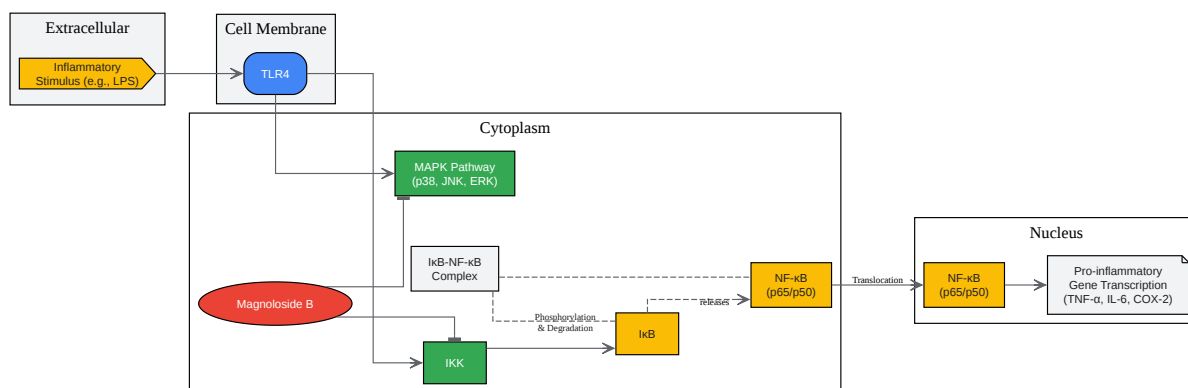 Extracellular
Inflammatory
Stimulus (e.g., LPS)
Cell Membrane
TLR4
Cytoplasm
MAPK Pathway
(p38, JNK, ERK)
IκB-NF-κB
Complex
Magnoloside B
Phosphorylation
& Degradation
IKK
IκB
releases
NF-κB
(p65/p50)
Translocation
Nucleus
NF-κB
(p65/p50)
Pro-inflammatory
Gene Transcription
(TNF-α, IL-6, COX-2)